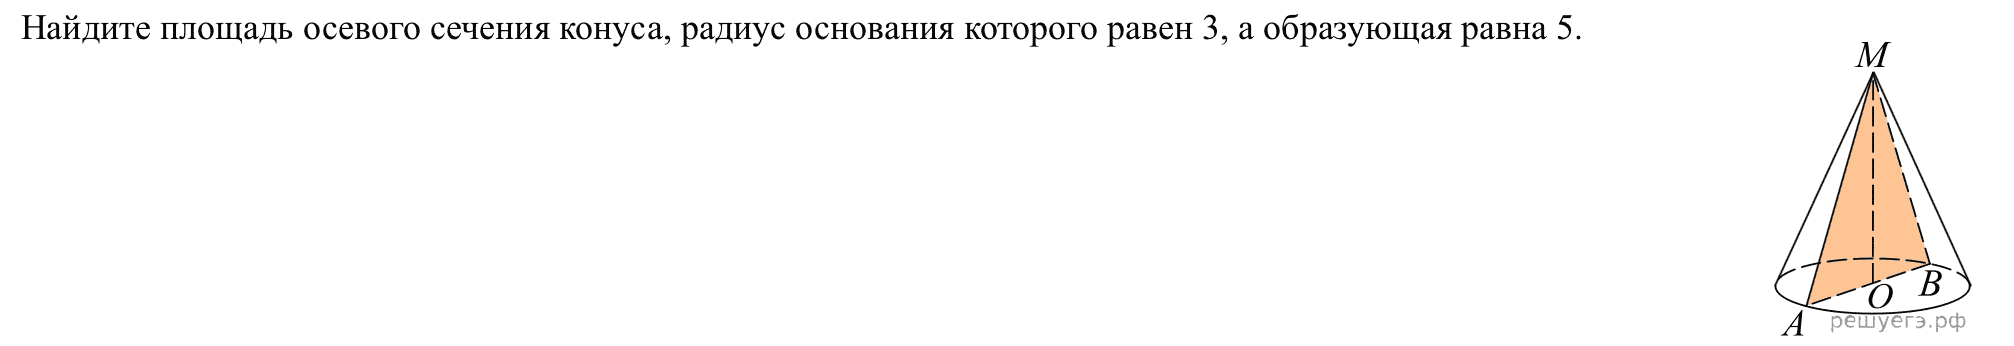 Найдите площадь осевого сечения конуса, радиус основания которого равен 3, а образующая равна 5.
M
B
O
A
решуегэ.рф